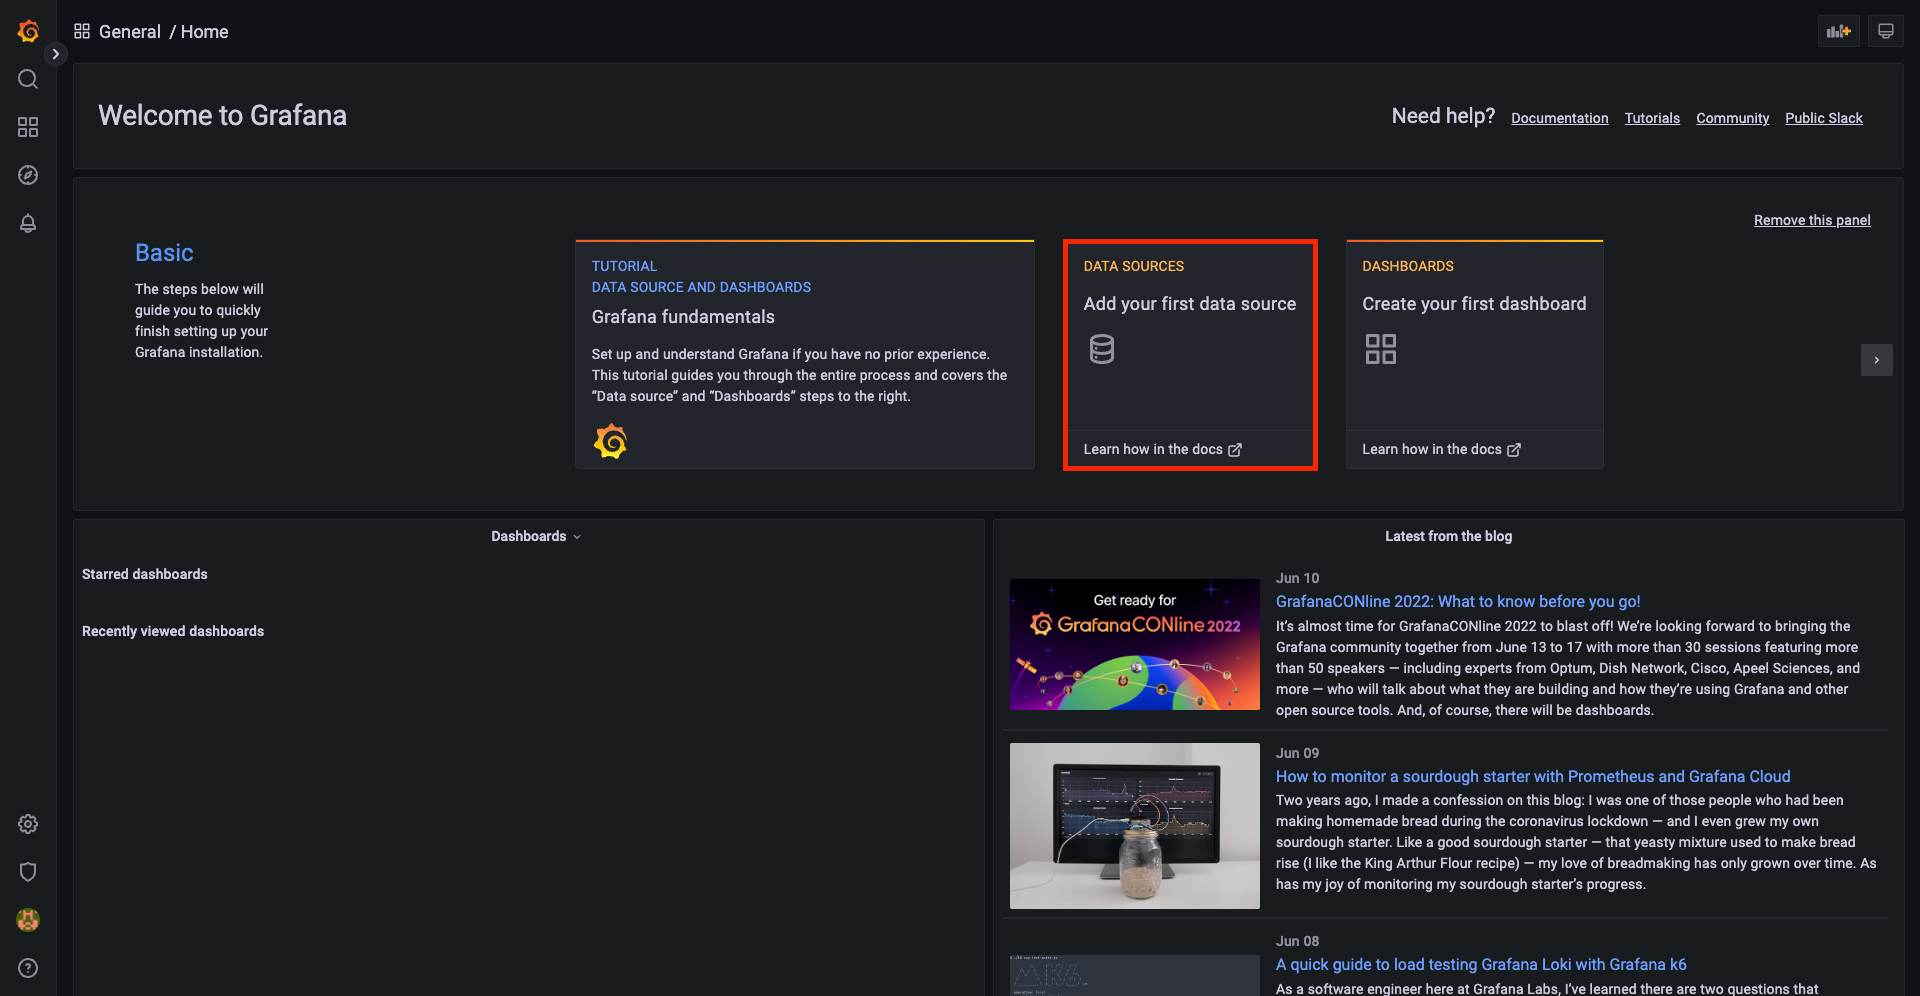 General / Home
Welcome to Grafana
Need help? Documentation Tutorials Community Public Slack
Remove this panel
Basic
The steps below will
guide you to quickly
finish setting up your
Grafana installation.
TUTORIAL
DATA SOURCE AND DASHBOARDS
Grafana fundamentals
Set up and understand Grafana if you have no prior experience.
This tutorial guides you through the entire process and covers the
“Data source” and “Dashboards” steps to the right.
DATA SOURCES
Add your first data source
Learn how in the docs
DASHBOARDS
Create your first dashboard
Learn how in the docs
Dashboards
Starred dashboards
Recently viewed dashboards
Latest from the blog
Get ready for
GrafanaCONline 2022
Jun 10
GrafanaCONline 2022: What to know before you go!
It’s almost time for GrafanaCONline 2022 to blast off! We’re looking forward to bringing the
Grafana community together from June 13 to 17 with more than 30 sessions featuring more
than 50 speakers — including experts from Optum, Dish Network, Cisco, Apeel Sciences, and
more — who will talk about what they are building and how they’re using Grafana and other
open source tools. And, of course, there will be dashboards.
Jun 09
How to monitor a sourdough starter with Prometheus and Grafana Cloud
Two years ago, I made a confession on this blog: I was one of those people who had been
making homemade bread during the coronavirus lockdown — and I even grew my own
sourdough starter. Like a good sourdough starter — that yeasty mixture used to make bread
rise (I like the King Arthur Flour recipe) — my love of breadmaking has only grown over time. As
has my joy of monitoring my sourdough starter’s progress.
K6
Jun 08
A quick guide to load testing Grafana Loki with Grafana k6
As a software engineer here at Grafana Labs, I’ve learned there are two questions that